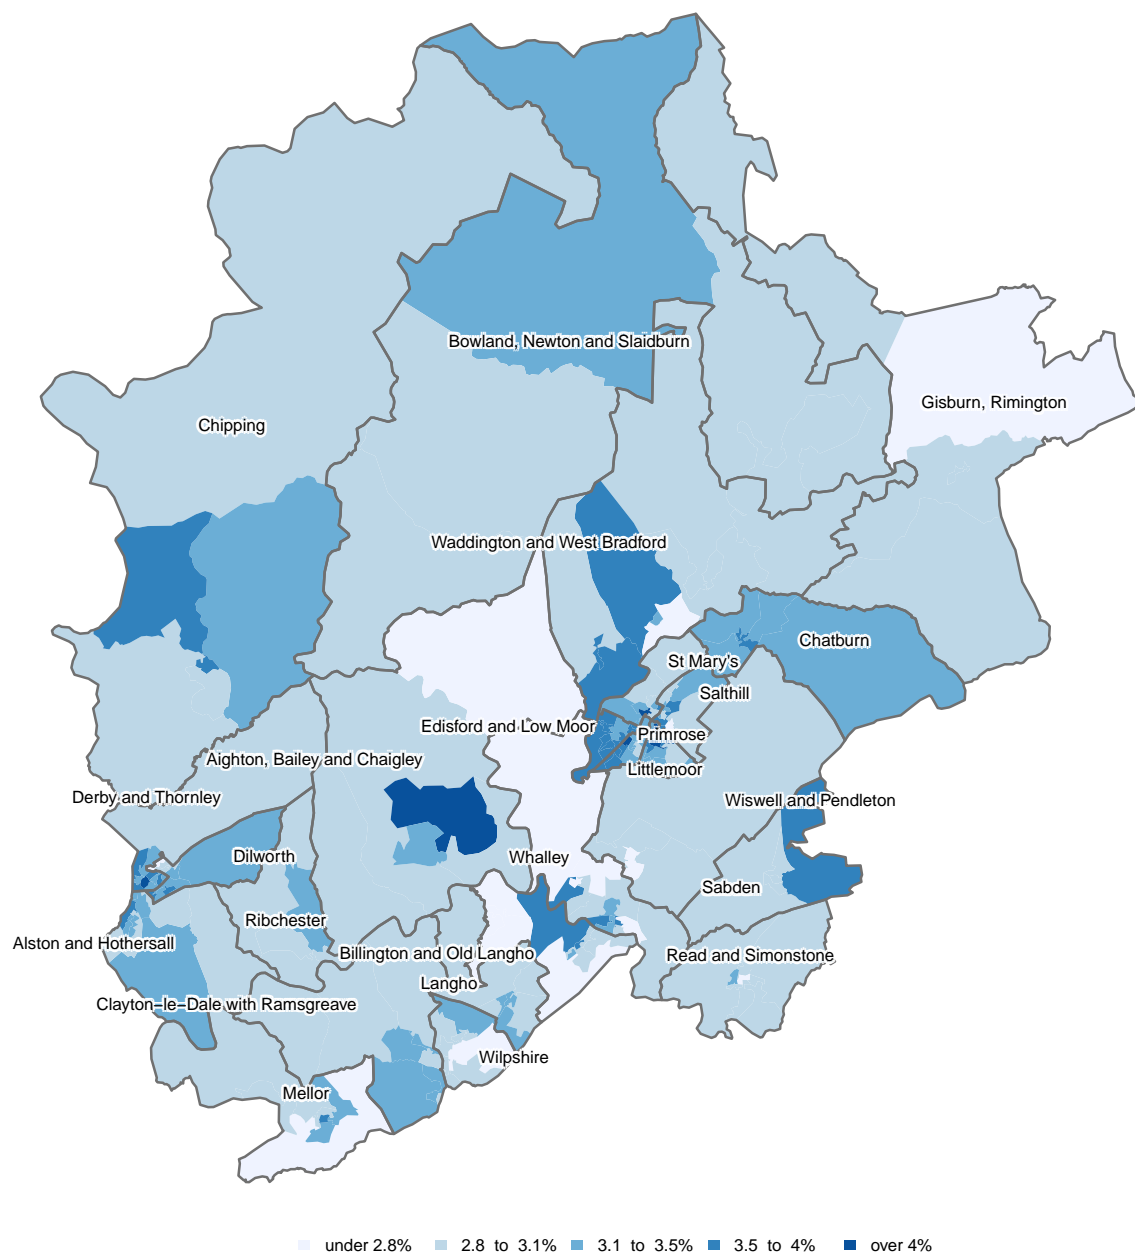 Bowland, Newton and Slaidburn
Gisburn, Rimington
Chipping
Waddington and West Bradford
Chatburn
St Mary's
Salthill
Edisford and Low Moor
Primrose
Aighton, Bailey and Chaigley
Littlemoor
Derby and Thornley
Wiswell and Pendleton
Dilworth
Whalley
Sabden
Ribchester
Alston and Hothersall
Billington and Old Langho
Read and Simonstone
Langho
Clayton–le–Dale with Ramsgreave
Wilpshire
Mellor
under 2.8% 2.8 to 3.1% 3.1 to 3.5% 3.5 to 4% over 4%